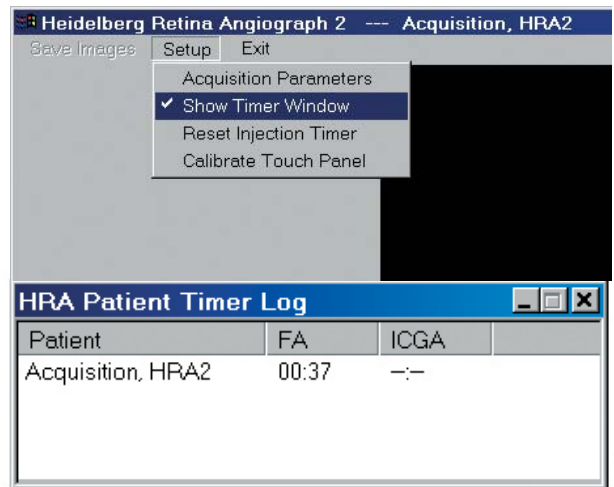 Heidelberg Retina Angiograph 2 --- Acquisition, HRA2
Save Images Setup Exit
Acquisition Parameters
✓ Show Timer Window
Reset Injection Timer
Calibrate Touch Panel
HRA Patient Timer Log
Patient FA ICGA
Acquisition, HRA2 00:37 --:--